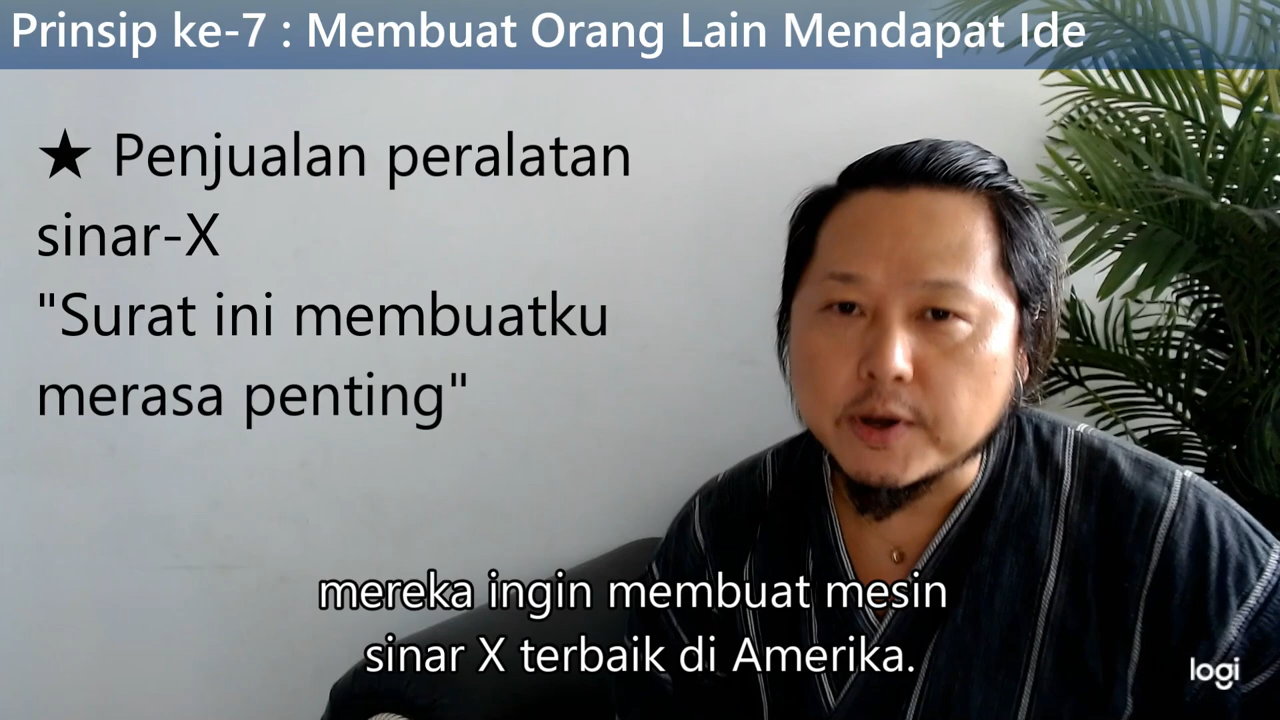 Prinsip ke-7 : Membuat Orang Lain Mendapat Ide
★ Penjualan peralatan
sinar-X
"Surat ini membuatku
merasa penting"
mereka ingin membuat mesin
sinar X terbaik di Amerika.
logi